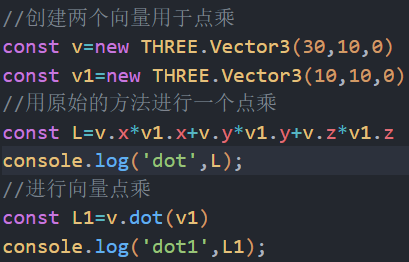 //创建两个向量用于点乘
const v=new THREE.Vector3(30,10,0)
const v1=new THREE.Vector3(10,10,0)
//用原始的方法进行一个点乘
const L=v.x*v1.x+v.y*v1.y+v.z*v1.z
console.log('dot',L);
//进行向量点乘
const L1=v.dot(v1)
console.log('dot1',L1);